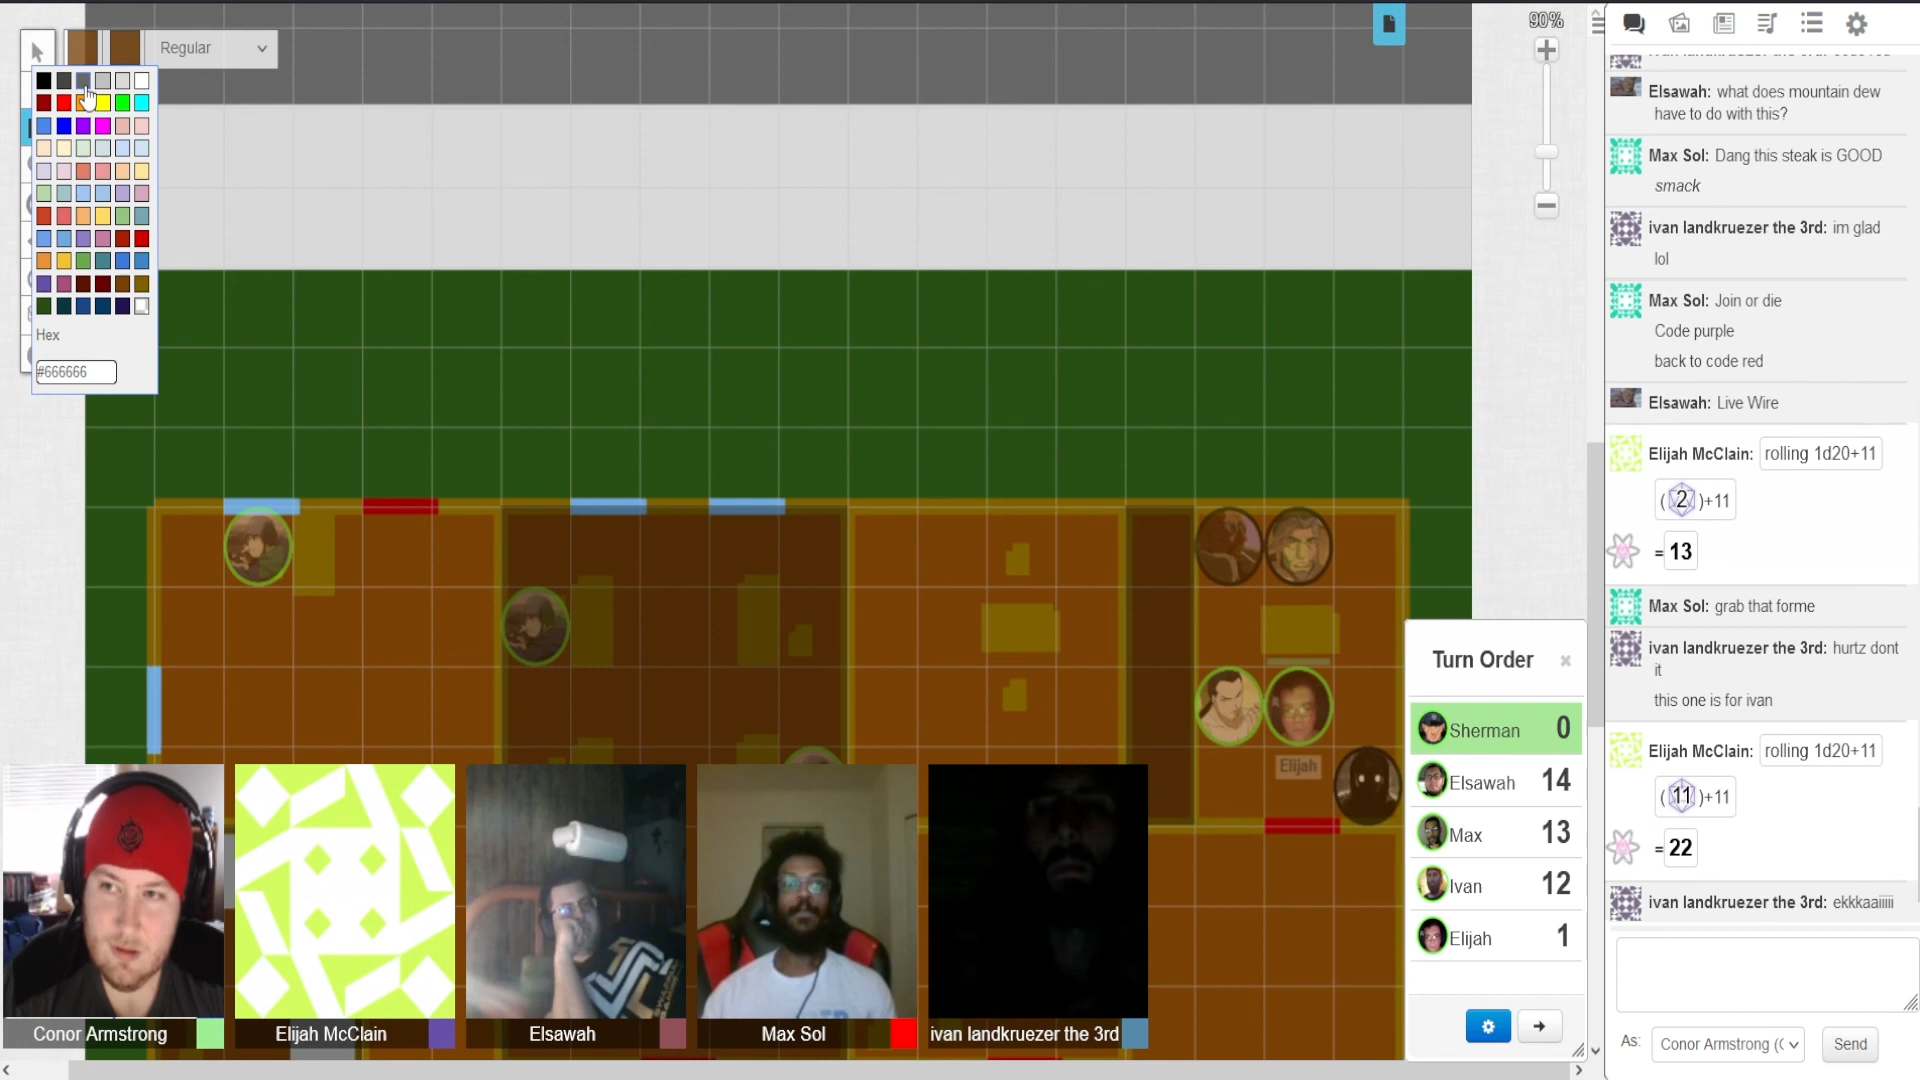 Regular
90%
Hex
#666666
Elijah
Turn Order ×
Sherman 0
Elsawah 14
Max 13
Ivan 12
Elijah 1
Conor Armstrong
Elijah McClain
Elsawah
Max Sol
ivan landkruezer the 3rd
Elsawah: what does mountain dew
have to do with this?
Max Sol: Dang this steak is GOOD
smack
ivan landkruezer the 3rd: im glad
lol
Max Sol: Join or die
Code purple
back to code red
Elsawah: Live Wire
Elijah McClain: rolling 1d20+11
(2)+11
= 13
Max Sol: grab that forme
ivan landkruezer the 3rd: hurtz dont
it
this one is for ivan
Elijah McClain: rolling 1d20+11
(11)+11
= 22
ivan landkruezer the 3rd: ekkkaaiiiii
As: Conor Armstrong (
Send